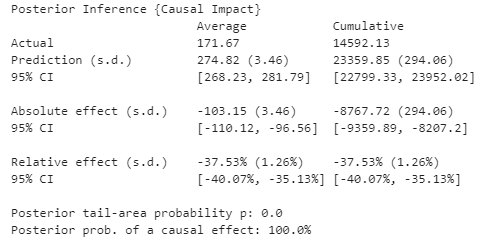 Posterior Inference {Causal Impact}
Average Cumulative
Actual 171.67 14592.13
Prediction (s.d.) 274.82 (3.46) 23359.85 (294.06)
95% CI [268.23, 281.79] [22799.33, 23952.02]
Absolute effect (s.d.) -103.15 (3.46) -8767.72 (294.06)
95% CI [-110.12, -96.56] [-9359.89, -8207.2]
Relative effect (s.d.) -37.53% (1.26%) -37.53% (1.26%)
95% CI [-40.07%, -35.13%] [-40.07%, -35.13%]
Posterior tail-area probability p: 0.0
Posterior prob. of a causal effect: 100.0%